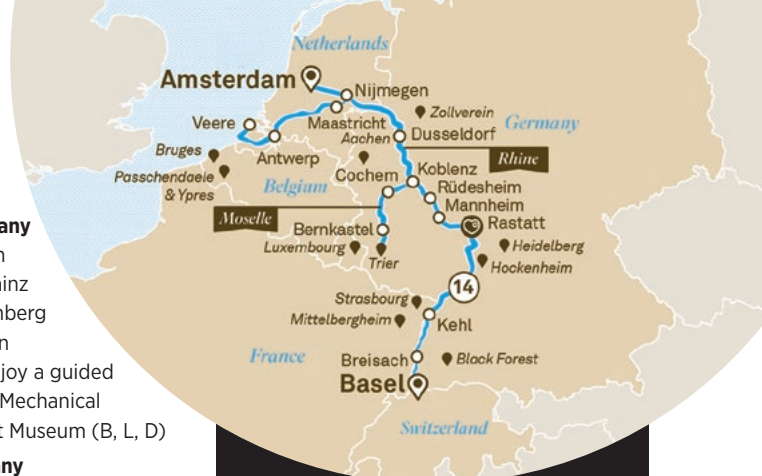 Netherlands
Amsterdam
Nijmegen
Zollverein
Veere
Maastricht
Aachen
Dusseldorf
Germany
Bruges
Antwerp
Rhine
Passchendaeie
& Ypres
Cochem
Koblenz
Belgium
Rüdesheim
Mannheim
Moselle
Rastatt
Bernkastel
Luxembourg
Trier
Heidelberg
Hockenheim
14
Strasbourg
Mittelbergheim
Kehl
France
Breisach
Black Forest
Basel
Switzerland
any
n
inz
nberg
n
joy a guided
Mechanical
t Museum (B, L, D)
any